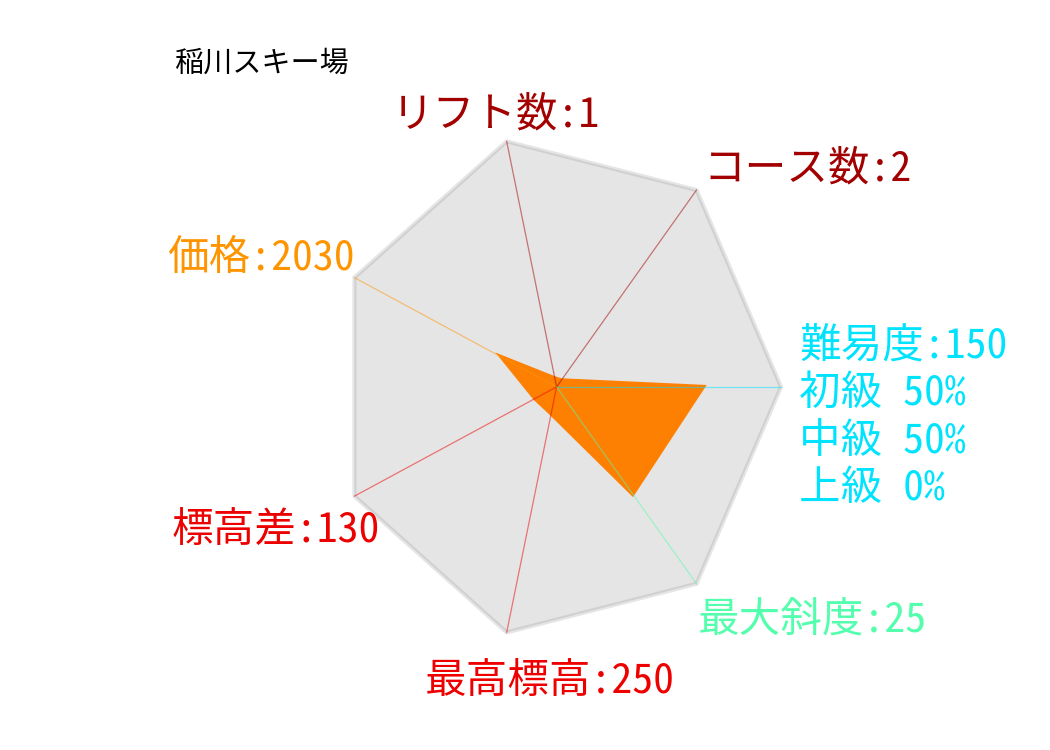 稲川スキー場
リフト数:1
コース数:2
価格:2030
難易度:150
初級 50%
中級 50%
上級 0%
標高差:130
最大斜度:25
最高標高:250